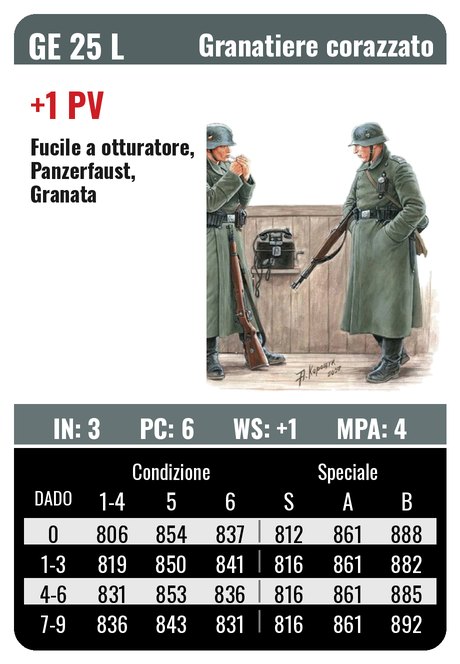 GE 25 L Granatiere corazzato
+1 PV
Fucile a otturatore,
Panzerfaust,
Granata
A. Karashchuk 2007
IN: 3 PC: 6 WS: +1 MPA: 4
Condizione Speciale
DADO 1-4 5 6 S A B
0 806 854 837 812 861 888
1-3 819 850 841 816 861 882
4-6 831 853 836 816 861 885
7-9 836 843 831 816 861 892